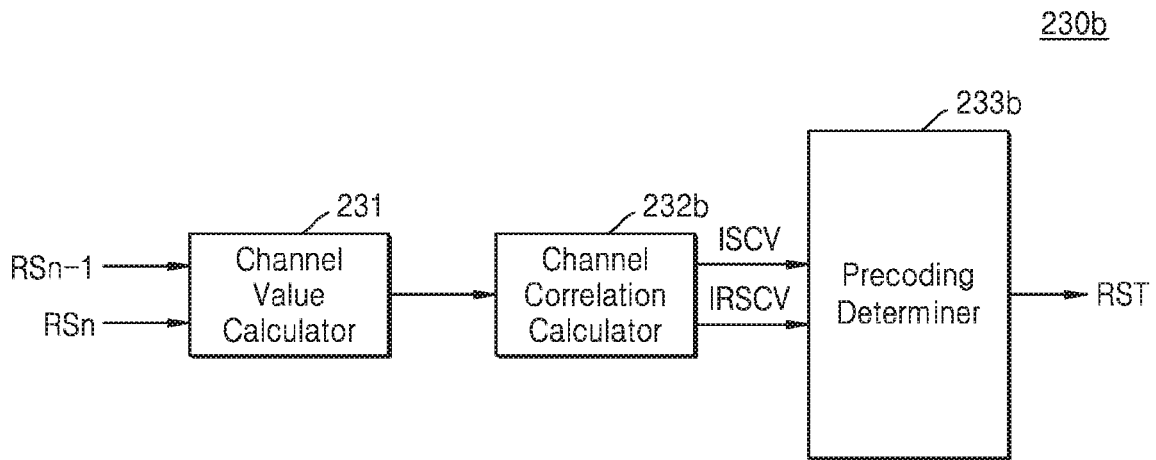 230b
233b
231
232b
RSn-1
RSn
Channel
Value
Calculator
Channel
Correlation
Calculator
ISCV
IRSCV
Precoding
Determiner
RST